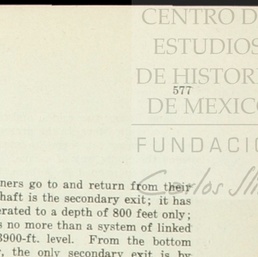 CENTRO D
ESTUDIOS
DE HISTOR
577
DE MEXIC
FUNDACI
Carlos Sli
ners go to and return from their
haft is the secondary exit; it has
erated to a depth of 800 feet only;
s no more than a system of linked
3900-ft. level. From the bottom
, the only secondary exit is by